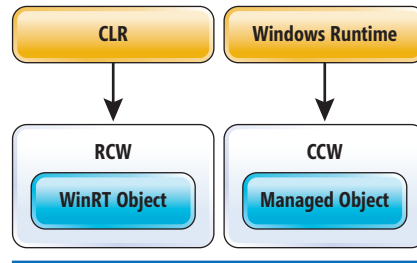 CLR
Windows Runtime
RCW
CCW
WinRT Object
Managed Object